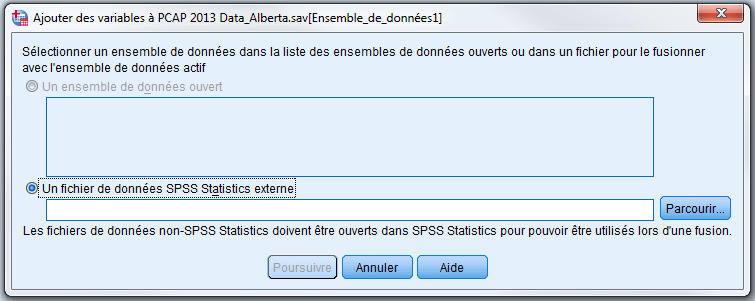 Ajouter des variables à PCAP 2013 Data_Alberta.sav[Ensemble_de_données1]
Sélectionner un ensemble de données dans la liste des ensembles de données ouverts ou dans un fichier pour le fusionner
avec l'ensemble de données actif
Un ensemble de données ouvert
Un fichier de données SPSS Statistics externe
Parcourir...
Les fichiers de données non-SPSS Statistics doivent être ouverts dans SPSS Statistics pour pouvoir être utilisés lors d'une fusion.
Poursuivre
Annuler
Aide